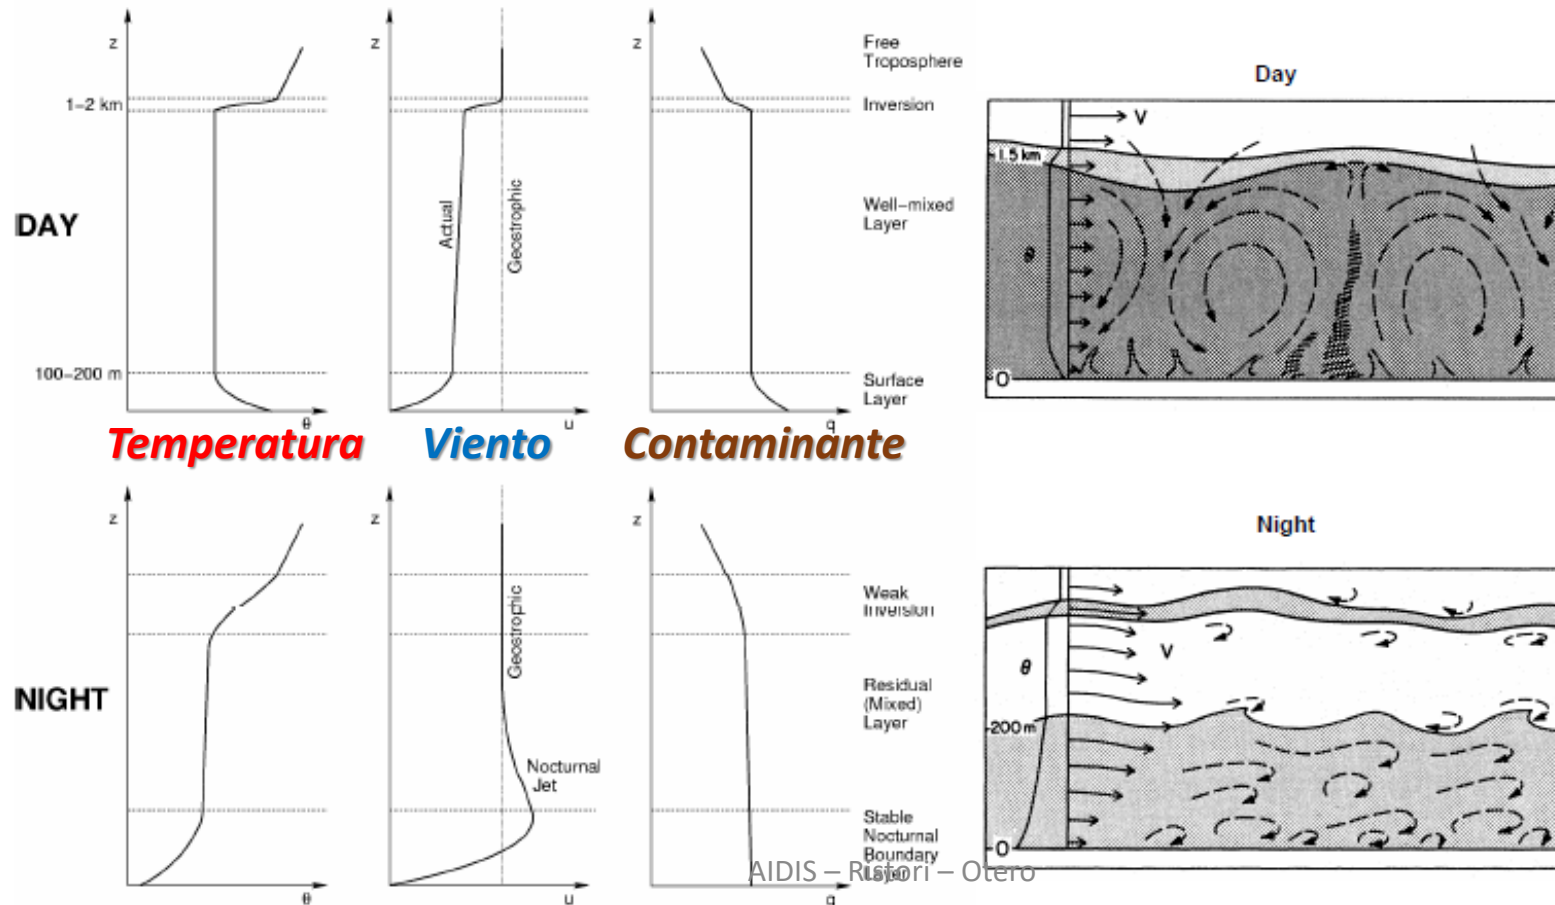 z
z
z
Free
Troposphere
1-2 km
Inversion
Day
V
1.5 km
DAY
Actual
Geostrophic
Well-mixed
Layer
θ
100-200 m
Surface
Layer
0
θ
u
q
Temperatura
Viento
Contaminante
z
z
z
Night
Geostrophic
Weak
Inversion
V
θ
NIGHT
Residual
(Mixed)
Layer
200 m
Nocturnal
Jet
Stable
Nocturnal
Boundary
Layer
0
AIDIS – Ristori – Otero
θ
u
q